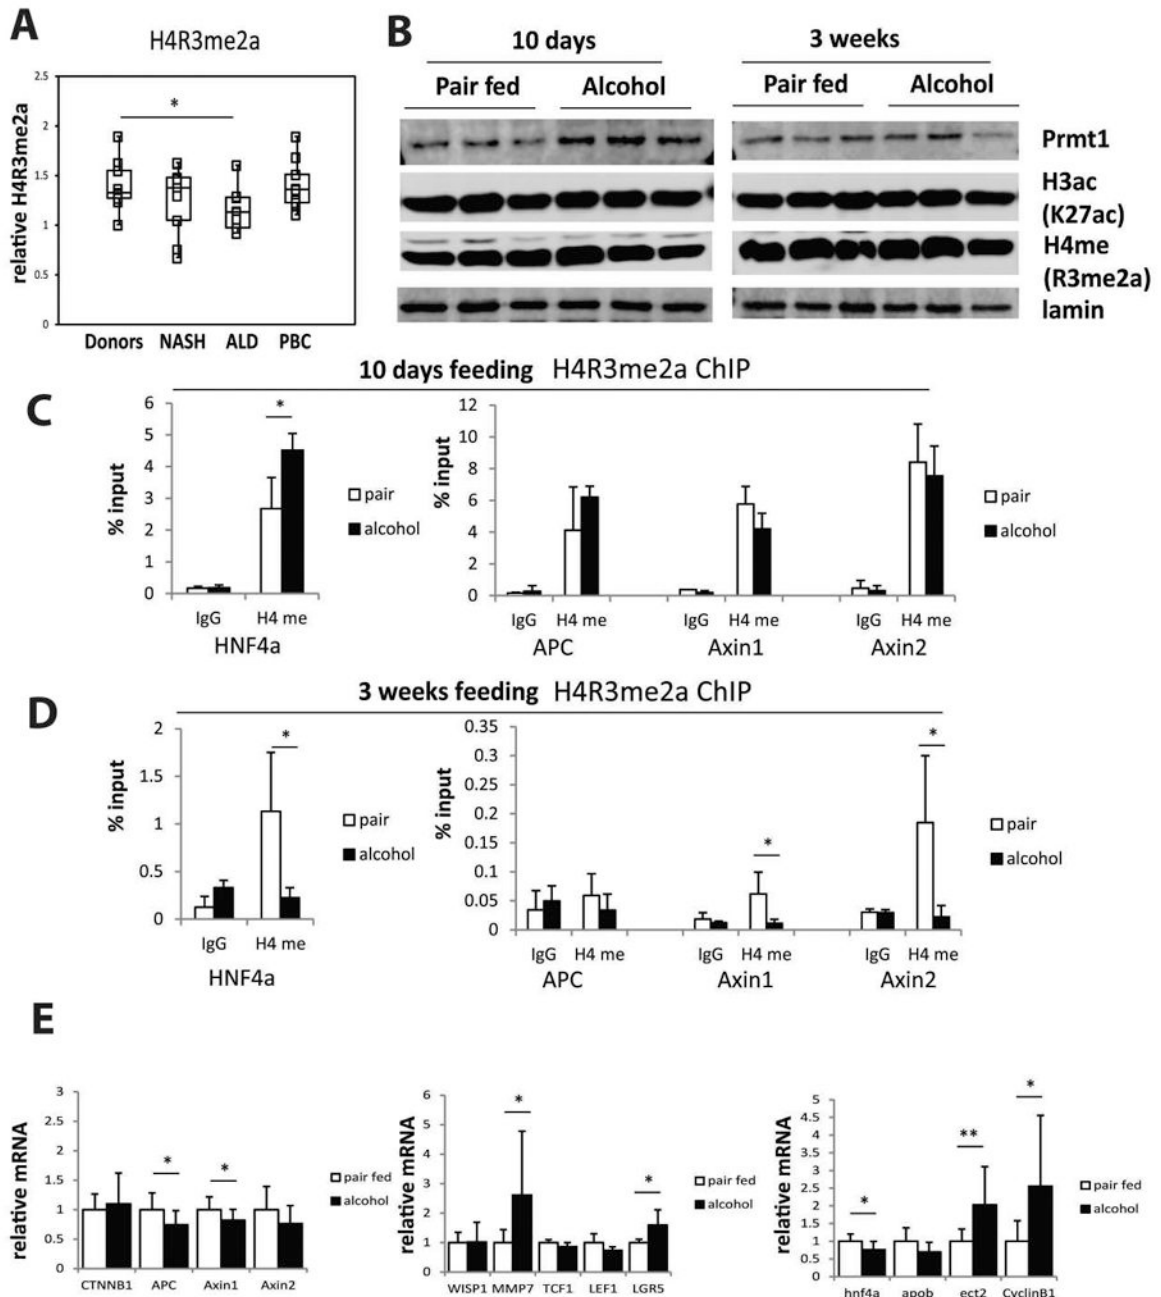 A
H4R3me2a
relative H4R3me2a
2.5
2
1.5
1
0.5
0
*
Donors NASH ALD PBC
B
10 days 3 weeks
Pair fed Alcohol Pair fed Alcohol
Prmt1
H3ac
(K27ac)
H4me
(R3me2a)
lamin
10 days feeding H4R3me2a ChIP
C
% input
6
5
4
3
2
1
0
*
IgG H4 me
HNF4a
pair
alcohol
% input
12
10
8
6
4
2
0
IgG H4 me IgG H4 me IgG H4 me
APC Axin1 Axin2
pair
alcohol
3 weeks feeding H4R3me2a ChIP
D
% input
2
1.5
1
0.5
0
*
IgG H4 me
HNF4a
pair
alcohol
% input
0.35
0.3
0.25
0.2
0.15
0.1
0.05
0
* *
IgG H4 me IgG H4 me IgG H4 me
APC Axin1 Axin2
pair
alcohol
E
relative mRNA
3
2.5
2
1.5
1
0.5
0
* *
CTNNB1 APC Axin1 Axin2
pair fed
alcohol
relative mRNA
6
5
4
3
2
1
0
* *
WISP1 MMP7 TCF1 LEF1 LGR5
pair fed
alcohol
relative mRNA
5
4.5
4
3.5
3
2.5
2
1.5
1
0.5
0
* ** *
hnf4a apob ect2 CyclinB1
pair fed
alcohol